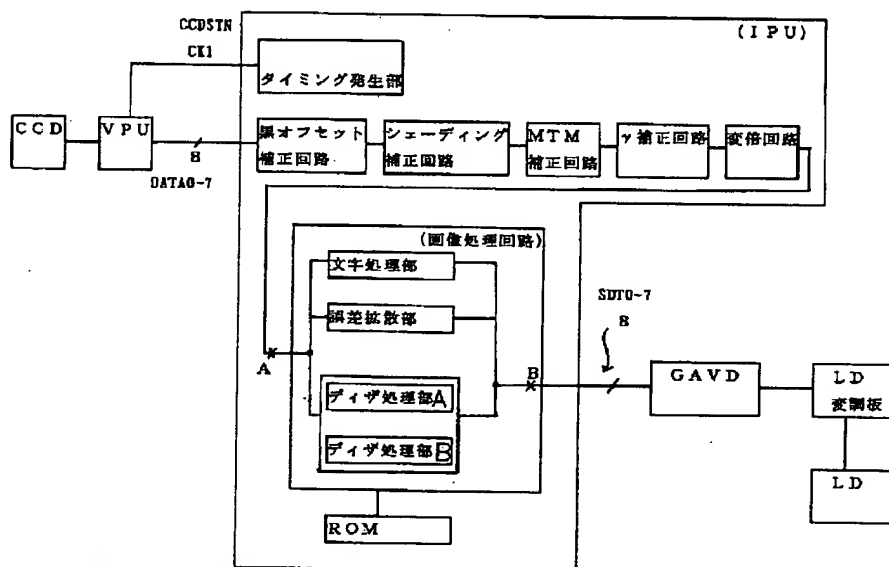 CCDSTN
(IPU)
CK1
タイミング発生部
CCD
VPU
8
DATA0-7
黒オフセット
補正回路
シェーディング
補正回路
MTM
補正回路
γ補正回路
変倍回路
(画像処理回路)
文字処理部
誤差拡散部
A
ディザ処理部A
ディザ処理部B
B
SDT0-7
8
GAVD
LD
変調板
LD
ROM